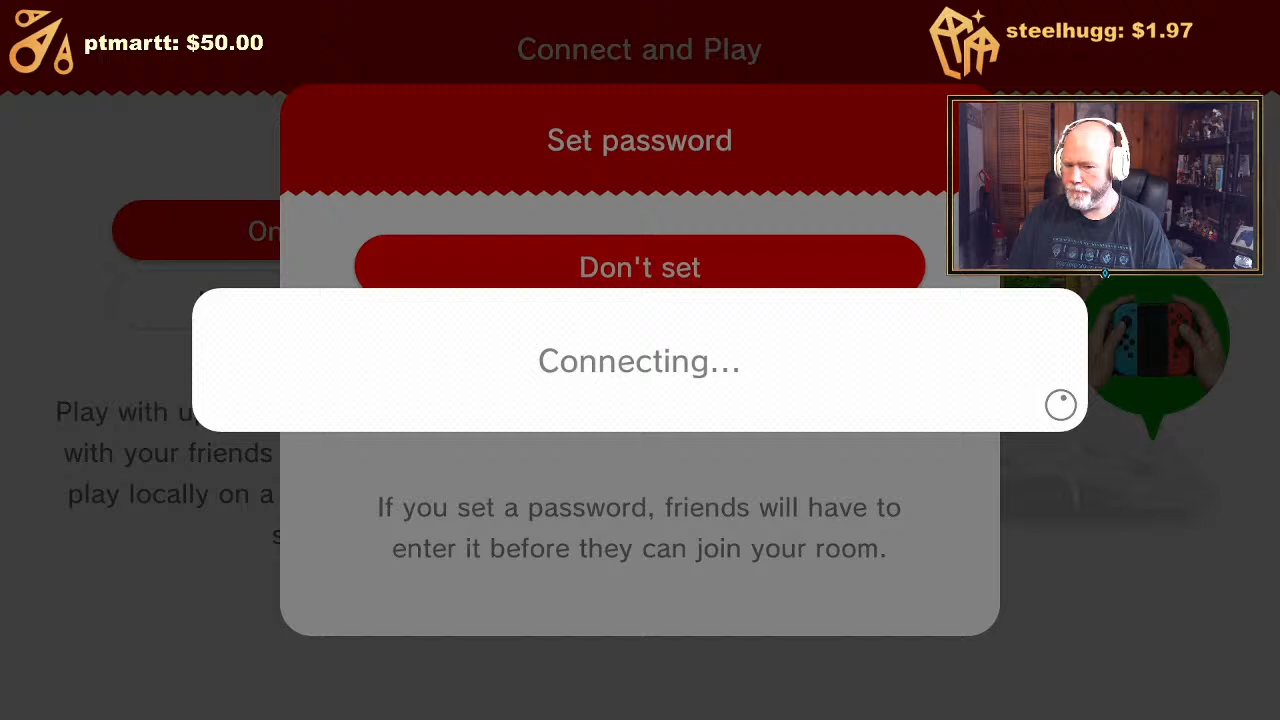 ptmartt: $50.00
steelhugg: $1.97
Connect and Play
Set password
On
Don't set
Connecting...
Play with u
with your friends
play locally on a
s
If you set a password, friends will have to
enter it before they can join your room.